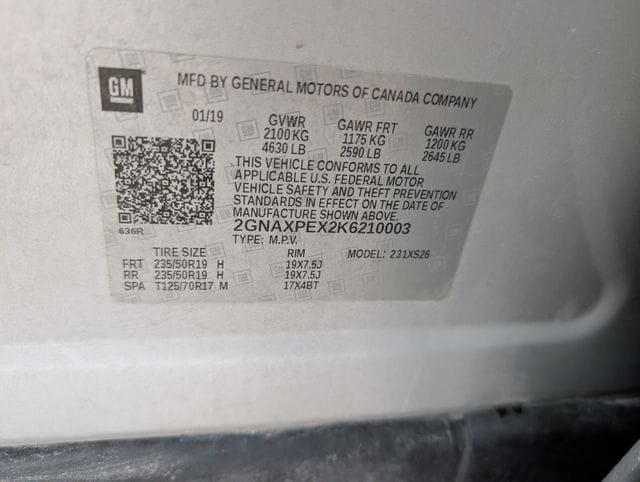 GM
MFD BY GENERAL MOTORS OF CANADA COMPANY
01/19 GVWR GAWR FRT GAWR RR
2100 KG 1175 KG 1200 KG
4630 LB 2590 LB 2645 LB
THIS VEHICLE CONFORMS TO ALL
APPLICABLE U.S. FEDERAL MOTOR
VEHICLE SAFETY AND THEFT PREVENTION
STANDARDS IN EFFECT ON THE DATE OF
MANUFACTURE SHOWN ABOVE.
2GNAXPEX2K6210003
636R
TYPE: M.P.V.
TIRE SIZE RIM MODEL: 231XS26
FRT 235/50R19 H 19X7.5J
RR 235/50R19 H 19X7.5J
SPA T125/70R17 M 17X4BT